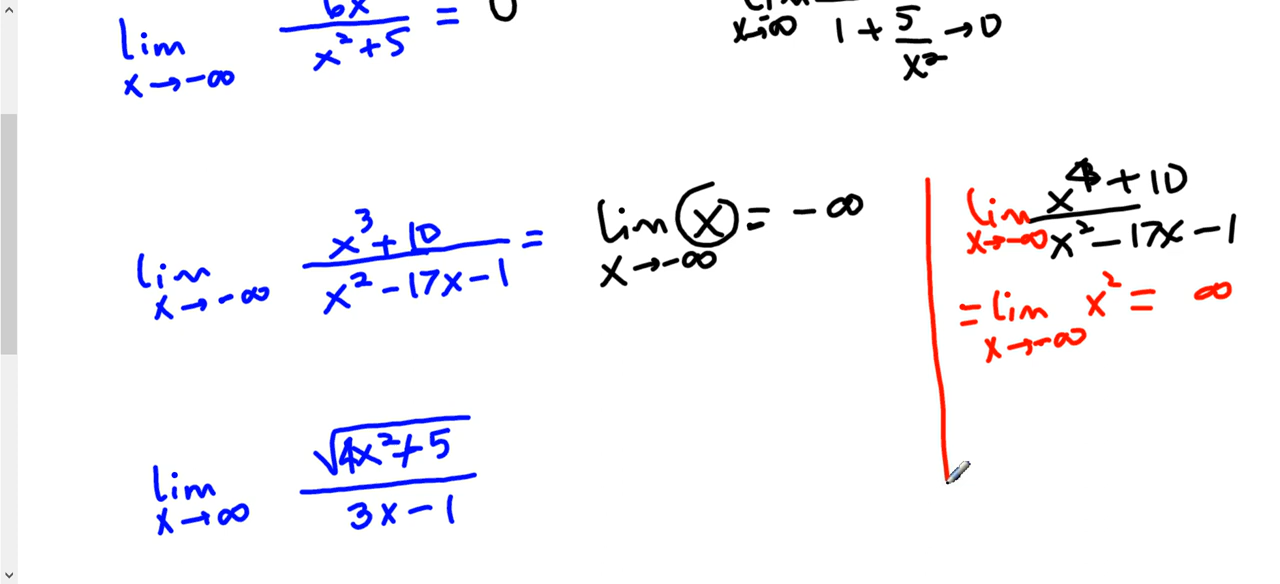 lim x→-∞ 6x/(x²+5) = 0
x→∞ 1 + 5/x² → 0
lim x→-∞ (x³+10)/(x²-17x-1) = lim x→-∞ x = -∞
lim x→-∞ (x⁴+10)/(x²-17x-1)
= lim x→-∞ x² = ∞
lim x→∞ √(4x²+5)/(3x-1)